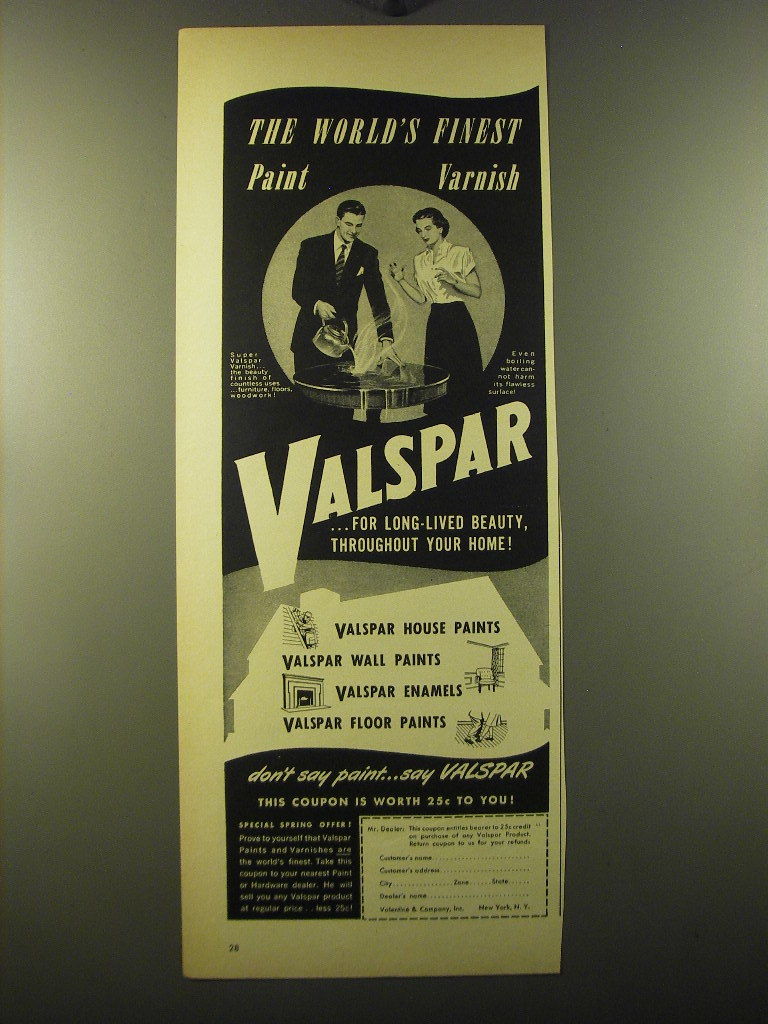 THE WORLD'S FINEST
Paint Varnish
Super
Valspar
Varnish...
the beauty
finish of
countless uses
...furniture, floors,
woodwork!
Even
boiling
water can-
not harm
its flawless
surface!
VALSPAR
...FOR LONG-LIVED BEAUTY,
THROUGHOUT YOUR HOME!
VALSPAR HOUSE PAINTS
VALSPAR WALL PAINTS
VALSPAR ENAMELS
VALSPAR FLOOR PAINTS
don't say paint...say VALSPAR
THIS COUPON IS WORTH 25c TO YOU!
SPECIAL SPRING OFFER!
Prove to yourself that Valspar
Paints and Varnishes are
the world's finest. Take this
coupon to your nearest Paint
or Hardware dealer. He will
sell you any Valspar product
at regular price . . less 25c!
Mr. Dealer: This coupon entitles bearer to 25c credit
on purchase of any Valspar Product.
Return coupon to us for your refunds
Customer's name
Customer's address
City Zone State
Dealer's name
Valentine & Company, Inc. New York, N. Y.
28